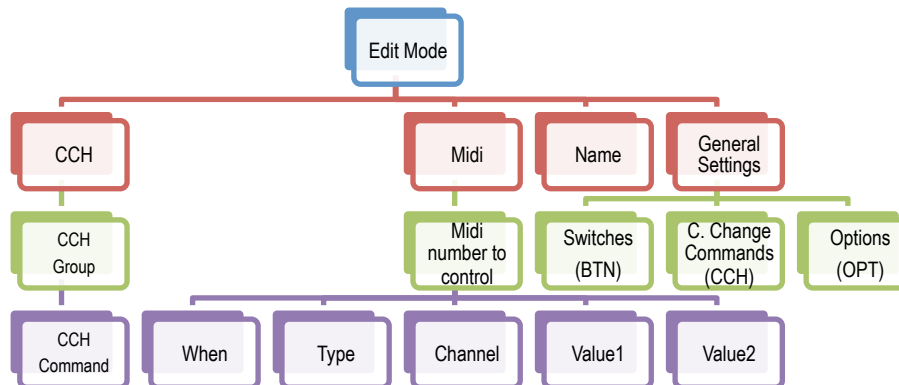 Edit Mode
CCH
Midi
Name
General
Settings
CCH
Group
Midi
number to
control
Switches
(BTN)
C. Change
Commands
(CCH)
Options
(OPT)
CCH
Command
When
Type
Channel
Value1
Value2